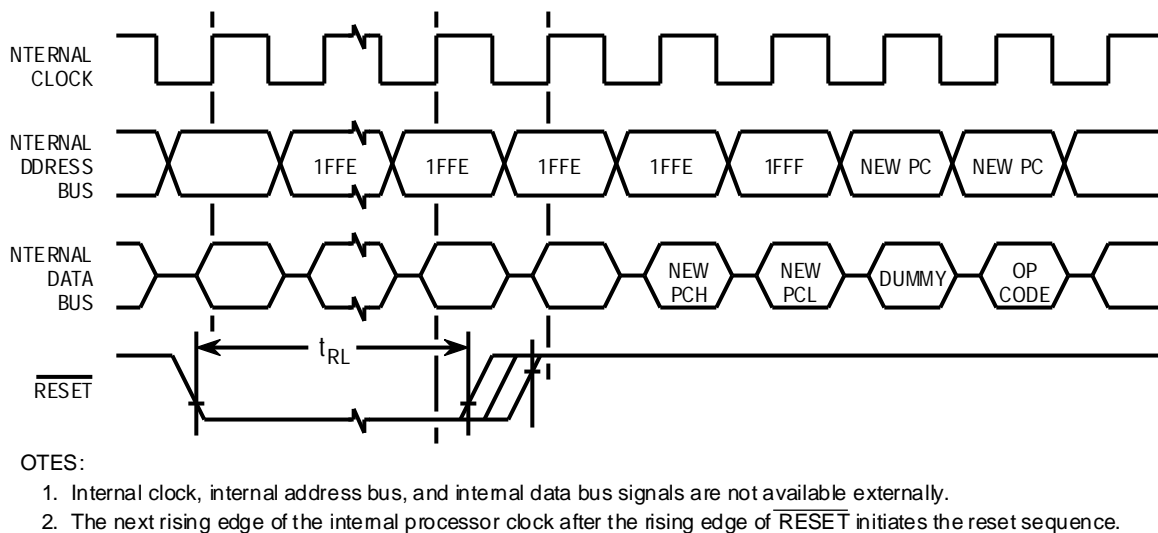 NTERNAL
CLOCK
NTERNAL
DDRESS
BUS
1FFE 1FFE 1FFE 1FFE 1FFF NEW PC NEW PC
NTERNAL
DATA
BUS
NEW
PCH
NEW
PCL
DUMMY
OP
CODE
tRL
RESET
OTES:
1. Internal clock, internal address bus, and internal data bus signals are not available externally.
2. The next rising edge of the internal processor clock after the rising edge of RESET initiates the reset sequence.